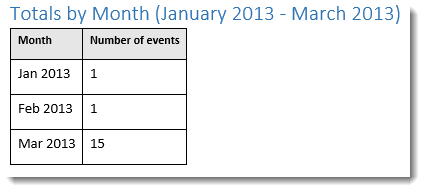 Totals by Month (January 2013 - March 2013)
Month Number of events
Jan 2013 1
Feb 2013 1
Mar 2013 15